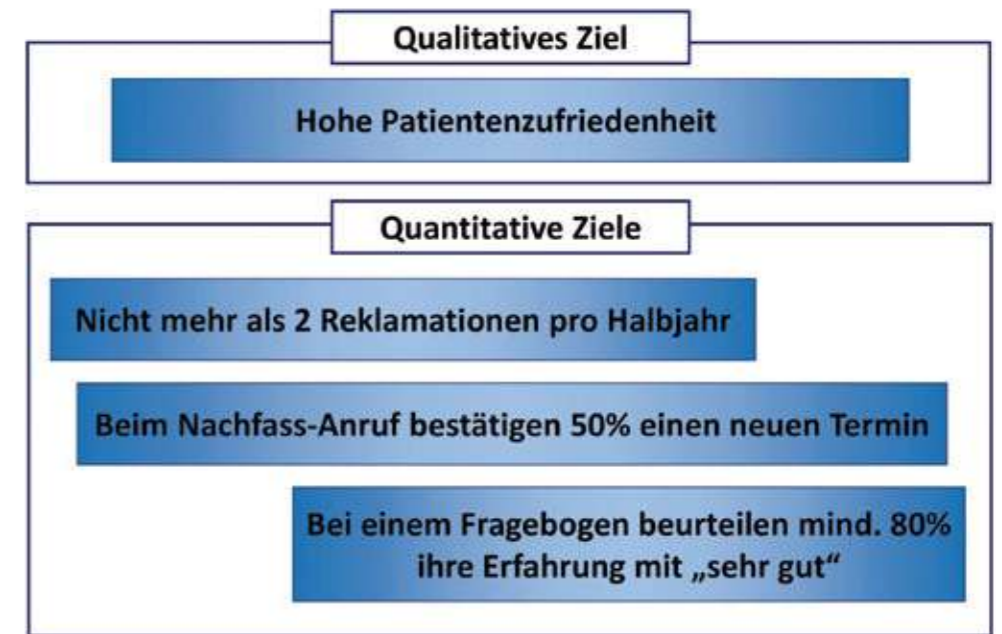 Qualitatives Ziel
Hohe Patientenzufriedenheit
Quantitative Ziele
Nicht mehr als 2 Reklamationen pro Halbjahr
Beim Nachfass-Anruf bestätigen 50% einen neuen Termin
Bei einem Fragebogen beurteilen mind. 80%
ihre Erfahrung mit „sehr gut“